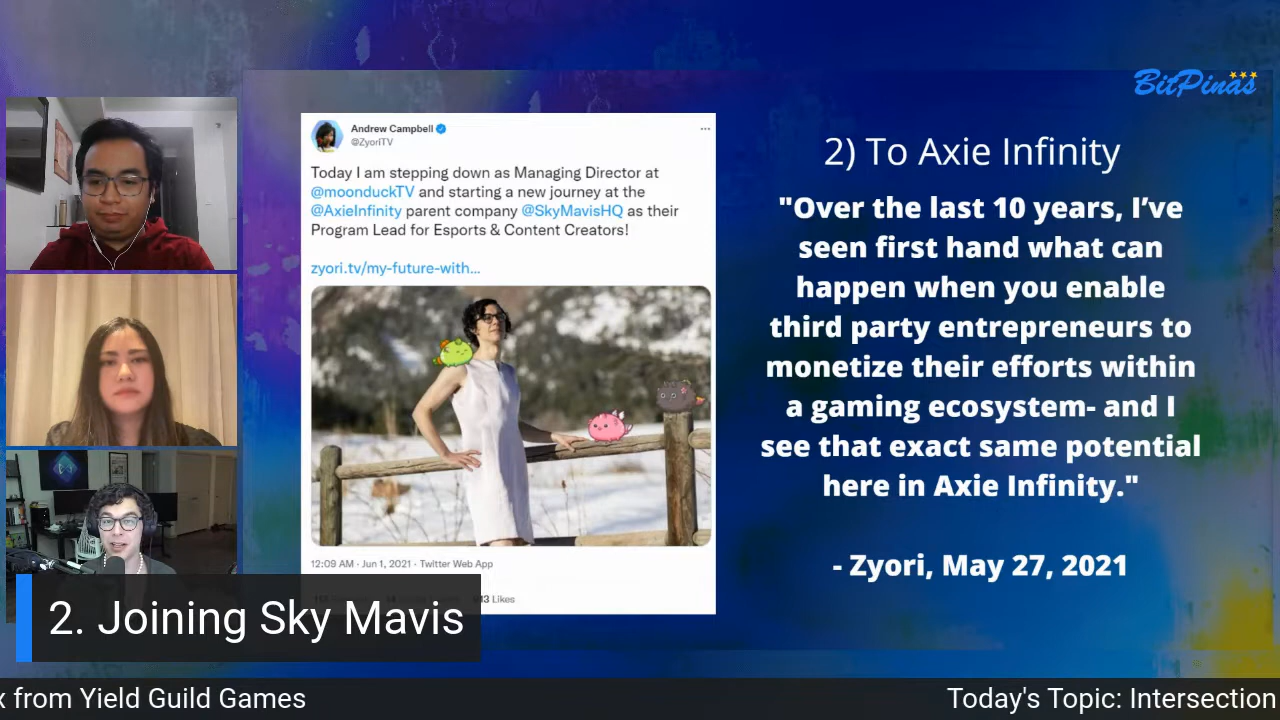 BitPinas
Andrew Campbell
@ZyoriTV
Today I am stepping down as Managing Director at
@moonduckTV and starting a new journey at the
@AxieInfinity parent company @SkyMavisHQ as their
Program Lead for Esports & Content Creators!
zyori.tv/my-future-with...
12:09 AM · Jun 1, 2021 · Twitter Web App
Likes
2) To Axie Infinity
"Over the last 10 years, I’ve
seen first hand what can
happen when you enable
third party entrepreneurs to
monetize their efforts within
a gaming ecosystem- and I
see that exact same potential
here in Axie Infinity."
- Zyori, May 27, 2021
2. Joining Sky Mavis
x from Yield Guild Games
Today's Topic: Intersection